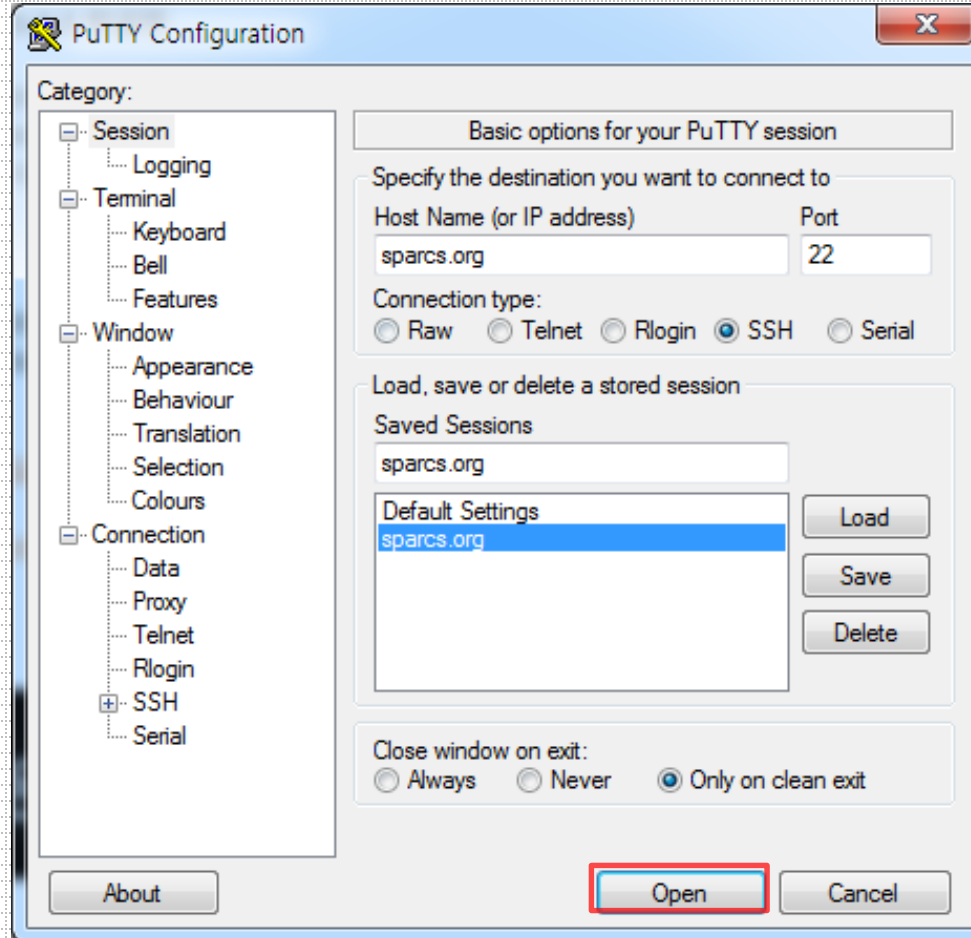 PuTTY Configuration
Category:
Session
Logging
Terminal
Keyboard
Bell
Features
Window
Appearance
Behaviour
Translation
Selection
Colours
Connection
Data
Proxy
Telnet
Rlogin
SSH
Serial
Basic options for your PuTTY session
Specify the destination you want to connect to
Host Name (or IP address) Port
sparcs.org 22
Connection type:
Raw Telnet Rlogin SSH Serial
Load, save or delete a stored session
Saved Sessions
sparcs.org
Default Settings
sparcs.org
Load
Save
Delete
Close window on exit:
Always Never Only on clean exit
About Open Cancel